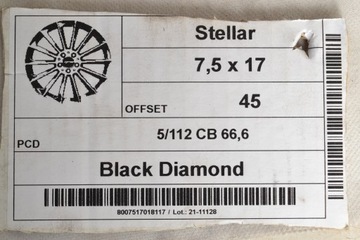 Stellar
7,5 x 17
OFFSET 45
PCD 5/112 CB 66,6
Black Diamond
8007517018117 / Lot.: 21-11128